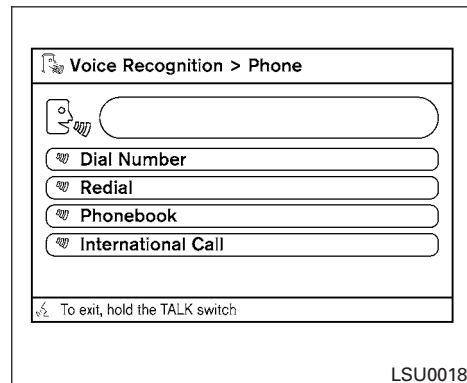 Voice Recognition > Phone
Dial Number
Redial
Phonebook
International Call
To exit, hold the TALK switch
LSU0018